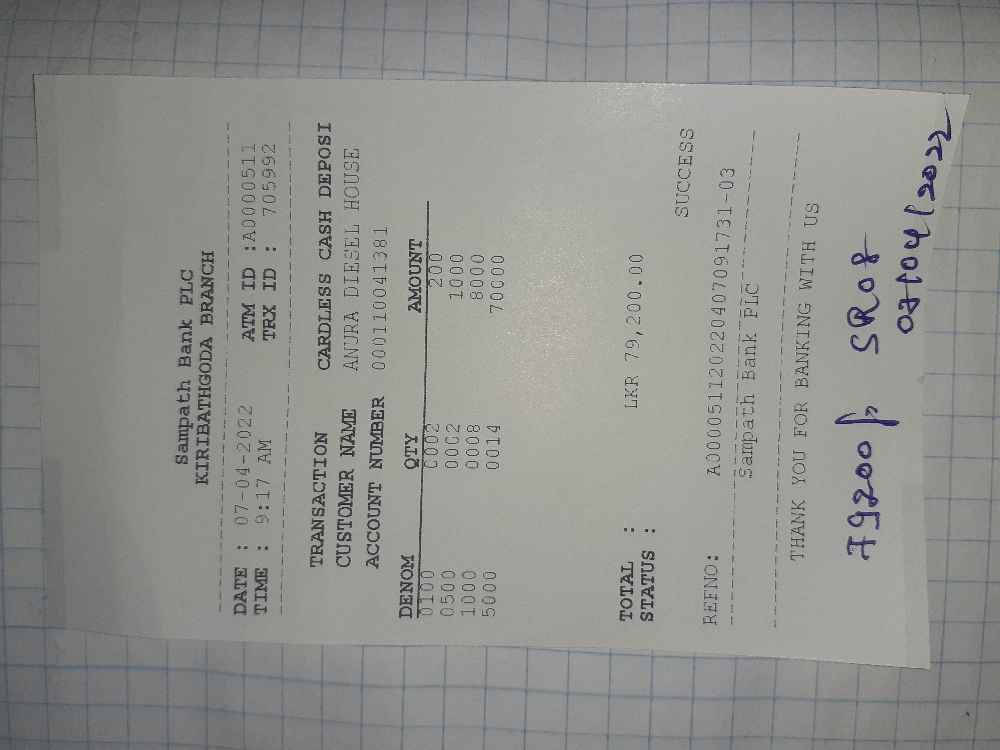 Sampath Bank PLC
KIRIBATHGODA BRANCH
DATE : 07-04-2022 ATM ID :A0000511
TIME : 9:17 AM TRX ID : 705992
TRANSACTION CARDLESS CASH DEPOSI
CUSTOMER NAME ANURA DIESEL HOUSE
ACCOUNT NUMBER 000110041381
DENOM QTY AMOUNT
0100 0002 200
0500 0002 1000
1000 0008 8000
5000 0014 70000
TOTAL : LKR 79,200.00
STATUS : SUCCESS
REFNO: A000051120220407091731-03
Sampath Bank PLC
THANK YOU FOR BANKING WITH US
79200/= SR08
07/04/2022